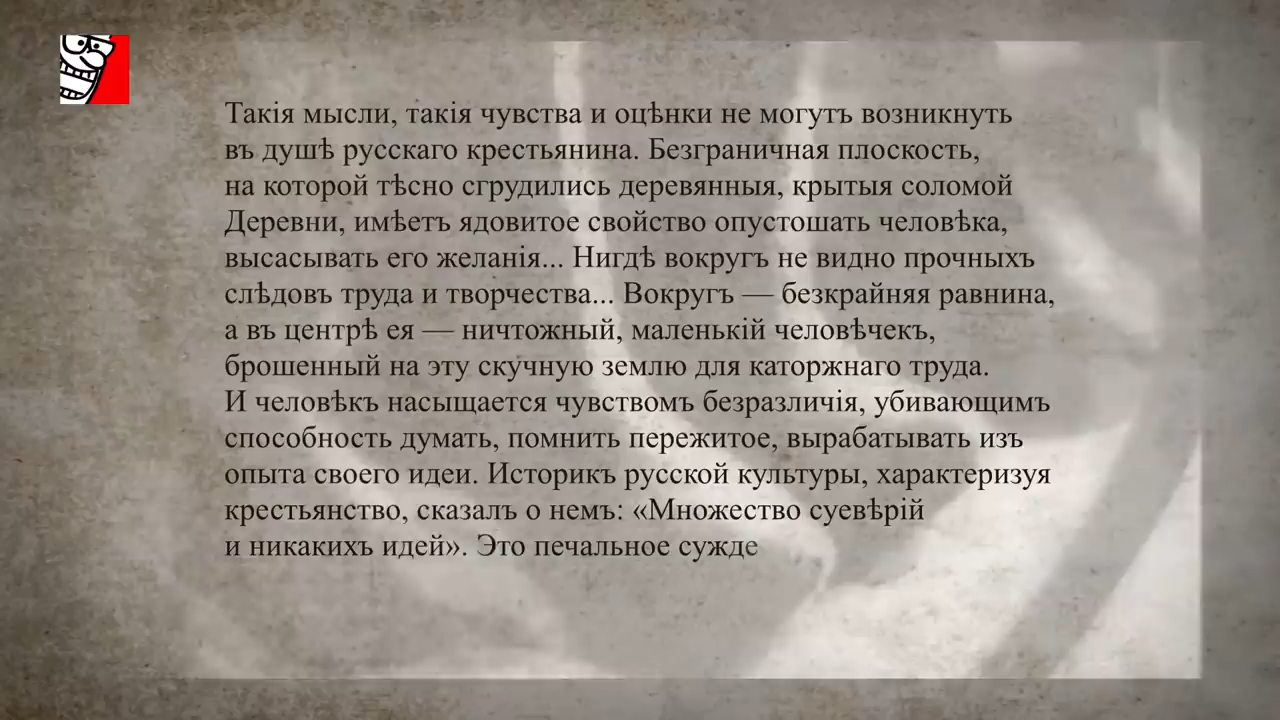 Такія мысли, такія чувства и оцѣнки не могутъ возникнуть
въ душѣ русскаго крестьянина. Безграничная плоскость,
на которой тѣсно сгрудились деревянныя, крытыя соломой
Деревни, имѣетъ ядовитое свойство опустошать человѣка,
высасывать его желанія... Нигдѣ вокругъ не видно прочныхъ
слѣдовъ труда и творчества... Вокругъ — безкрайняя равнина,
а въ центрѣ ея — ничтожный, маленькій человѣчекъ,
брошенный на эту скучную землю для каторжнаго труда.
И человѣкъ насыщается чувствомъ безразличія, убивающимъ
способность думать, помнить пережитое, вырабатывать изъ
опыта своего идеи. Историкъ русской культуры, характеризуя
крестьянство, сказалъ о немъ: «Множество суевѣрій
и никакихъ идей». Это печальное сужде